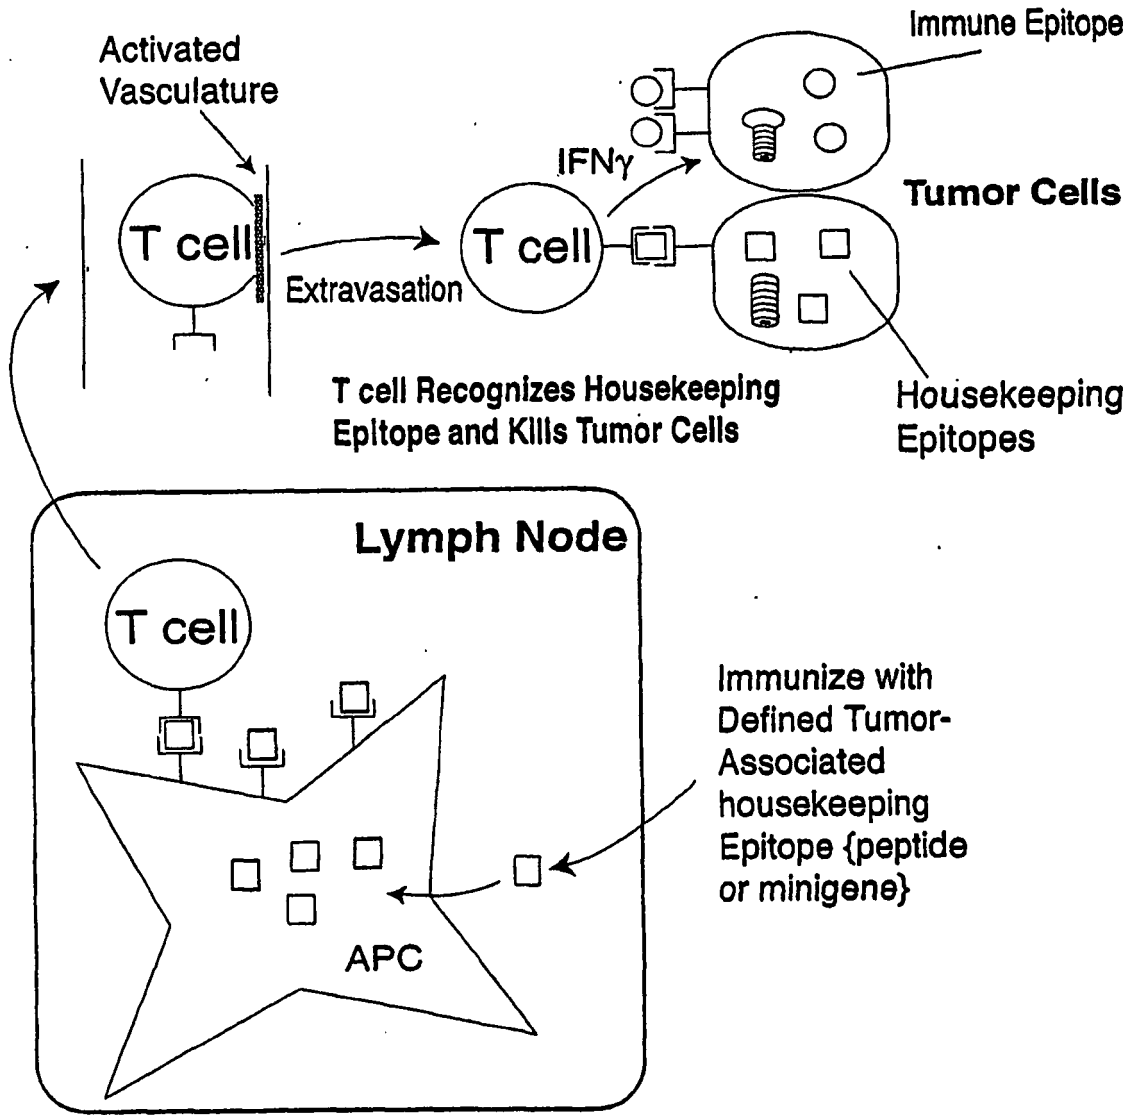 Immune Epitope
Activated
Vasculature
IFNγ
Tumor Cells
T cell
T cell
Extravasation
T cell Recognizes Housekeeping
Epitope and Kills Tumor Cells
Housekeeping
Epitopes
Lymph Node
T cell
Immunize with
Defined Tumor-
Associated
housekeeping
Epitope {peptide
or minigene}
APC